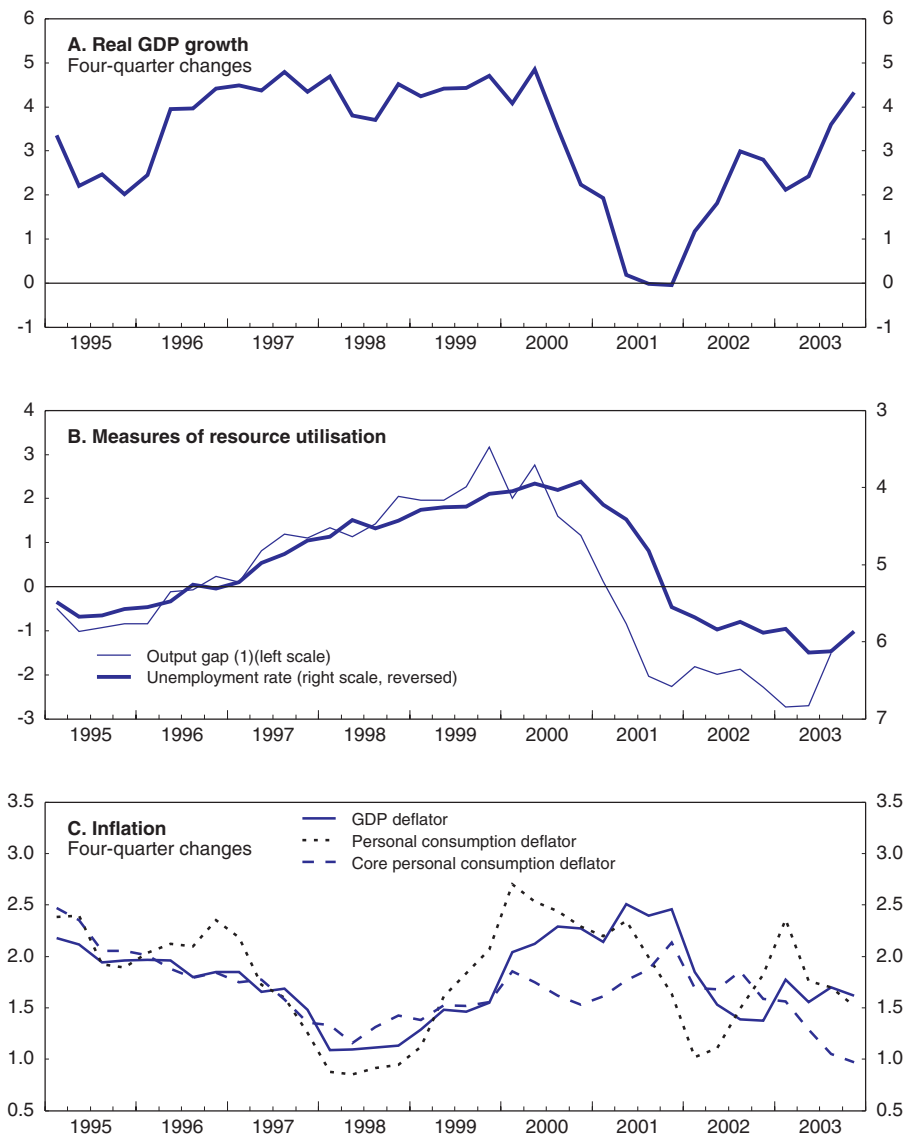 6 6
A. Real GDP growth
Four-quarter changes
5 5
4 4
3 3
2 2
1 1
0 0
-1 -1
1995 1996 1997 1998 1999 2000 2001 2002 2003
4 3
B. Measures of resource utilisation
3
2 4
1
5
0
-1
6
Output gap (1)(left scale)
-2
Unemployment rate (right scale, reversed)
-3 7
1995 1996 1997 1998 1999 2000 2001 2002 2003
3.5 3.5
C. Inflation
Four-quarter changes
GDP deflator
Personal consumption deflator
Core personal consumption deflator
3.0 3.0
2.5 2.5
2.0 2.0
1.5 1.5
1.0 1.0
0.5 0.5
1995 1996 1997 1998 1999 2000 2001 2002 2003